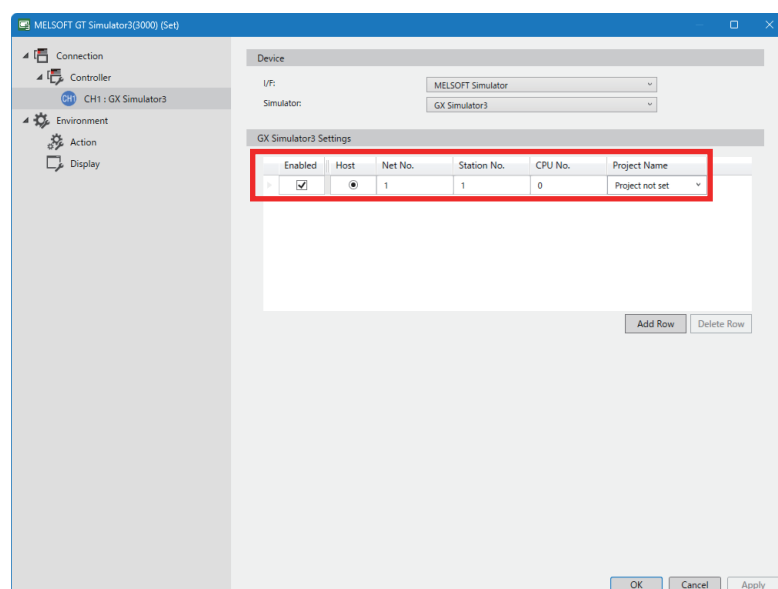 MELSOFT GT Simulator3(3000) (Set)
Connection
Controller
CH1 CH1 : GX Simulator3
Environment
Action
Display
Device
I/F: MELSOFT Simulator
Simulator: GX Simulator3
GX Simulator3 Settings
Enabled Host Net No. Station No. CPU No. Project Name
1 1 0 Project not set
Add Row Delete Row
OK Cancel Apply